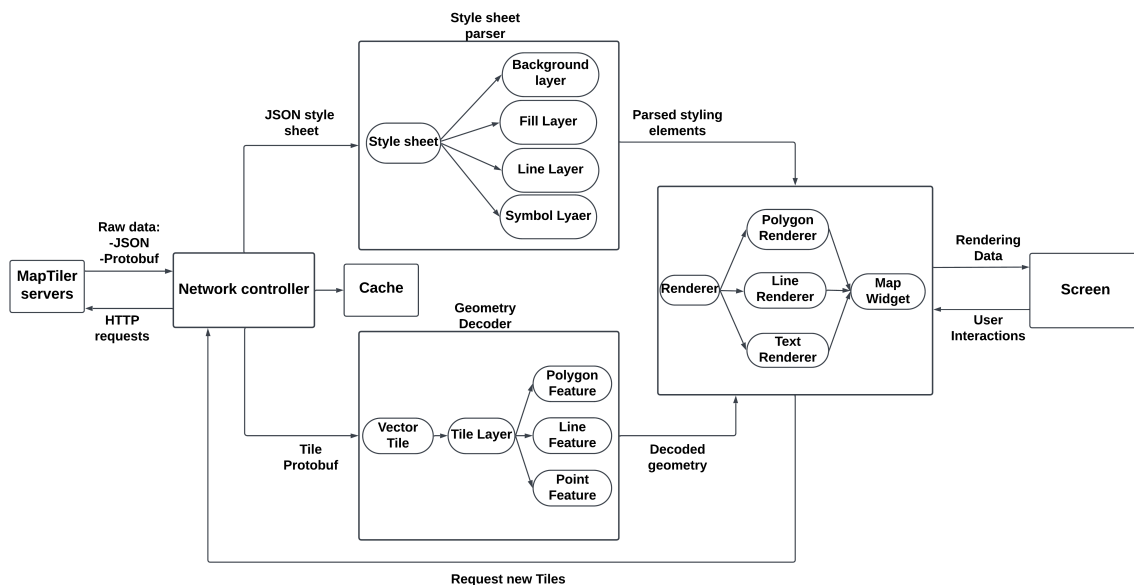 Style sheet
parser
Background
layer
Fill Layer
Style sheet
Line Layer
Symbol Lyaer
JSON style
sheet
Parsed styling
elements
Raw data:
-JSON
-Protobuf
MapTiler
servers
HTTP
requests
Network controller
Cache
Geometry
Decoder
Polygon
Feature
Vector
Tile
Tile Layer
Line
Feature
Point
Feature
Tile
Protobuf
Decoded
geometry
Polygon
Renderer
Renderer
Line
Renderer
Text
Renderer
Map
Widget
Rendering
Data
User
Interactions
Screen
Request new Tiles